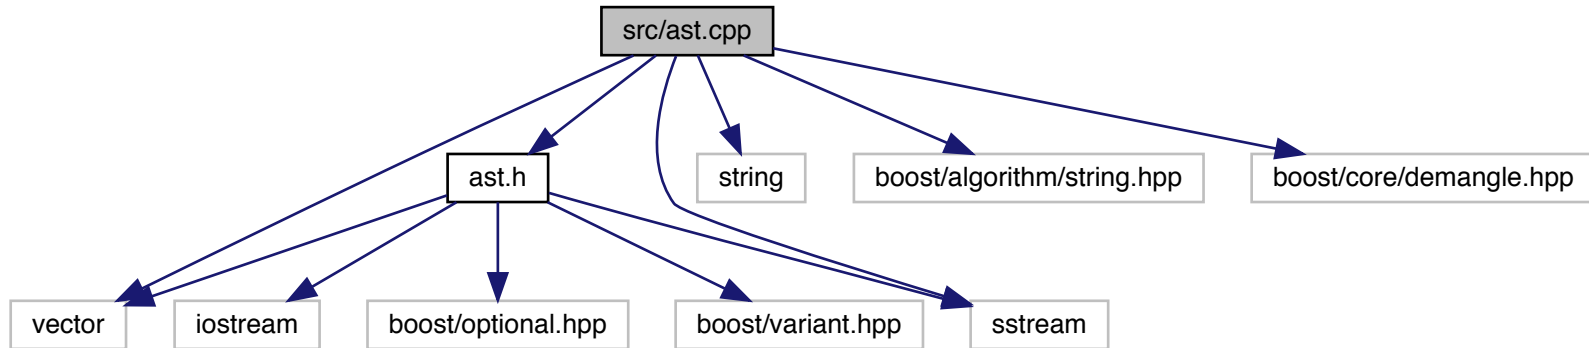 src/ast.cpp
ast.h
string
boost/algorithm/string.hpp
boost/core/demangle.hpp
vector
iostream
boost/optional.hpp
boost/variant.hpp
sstream